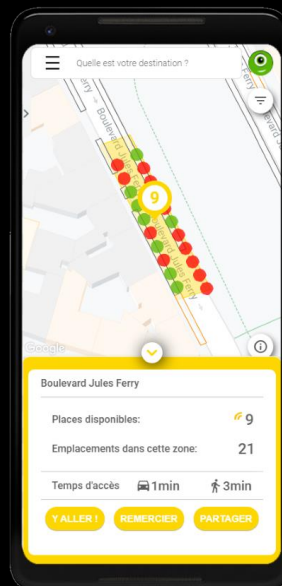 Quelle est votre destination ?
Ferry
Boulevard Jules Ferry
Boulevard Jules Ferry
9
Google
Boulevard Jules Ferry
Places disponibles: 9
Emplacements dans cette zone: 21
Temps d'accès 1min 3min
Y ALLER ! REMERCIER PARTAGER